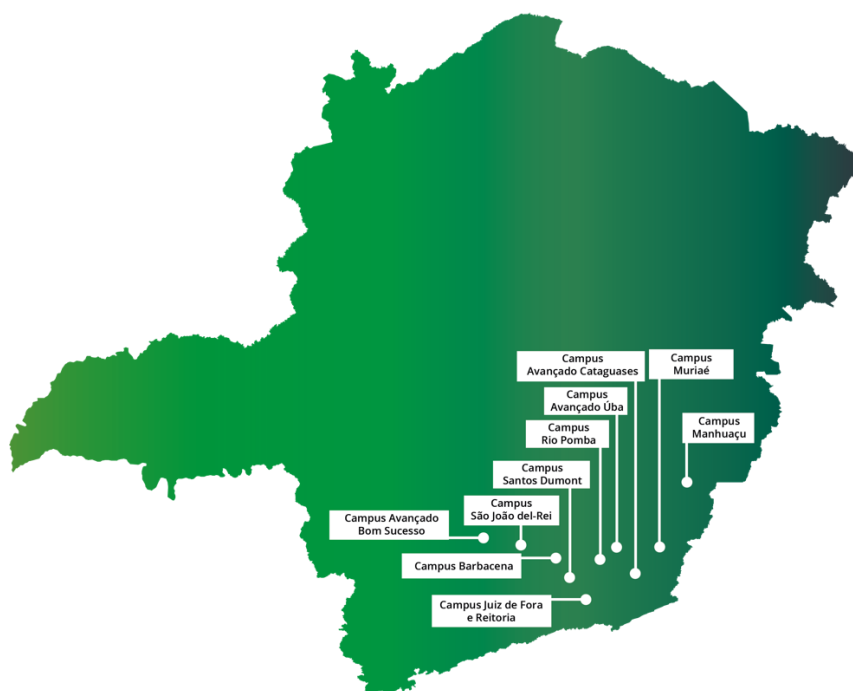 Campus
Avançado Cataguases
Campus
Muriaé
Campus
Avançado Úba
Campus
Rio Pomba
Campus
Manhuaçu
Campus
Santos Dumont
Campus
São João del-Rei
Campus Avançado
Bom Sucesso
Campus Barbacena
Campus Juiz de Fora
e Reitoria